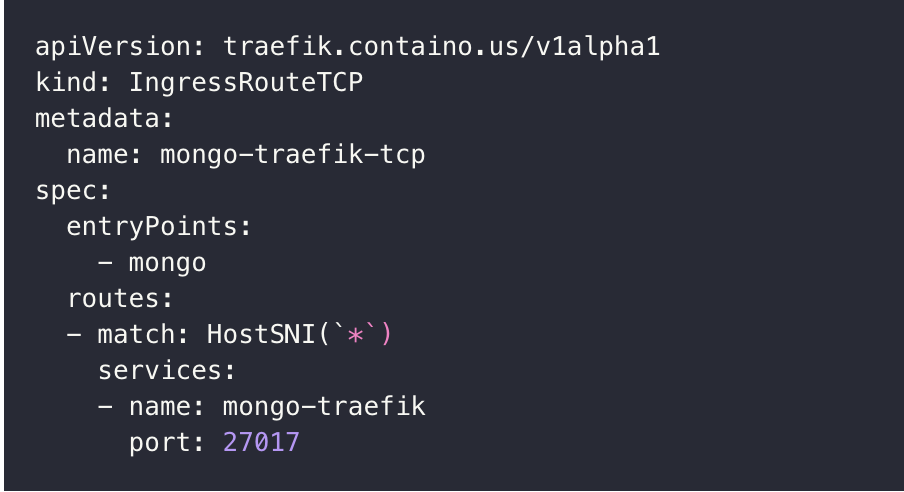 apiVersion: traefik.containo.us/v1alpha1
kind: IngressRouteTCP
metadata:
  name: mongo-traefik-tcp
spec:
  entryPoints:
    - mongo
  routes:
  - match: HostSNI(`*`)
    services:
    - name: mongo-traefik
      port: 27017